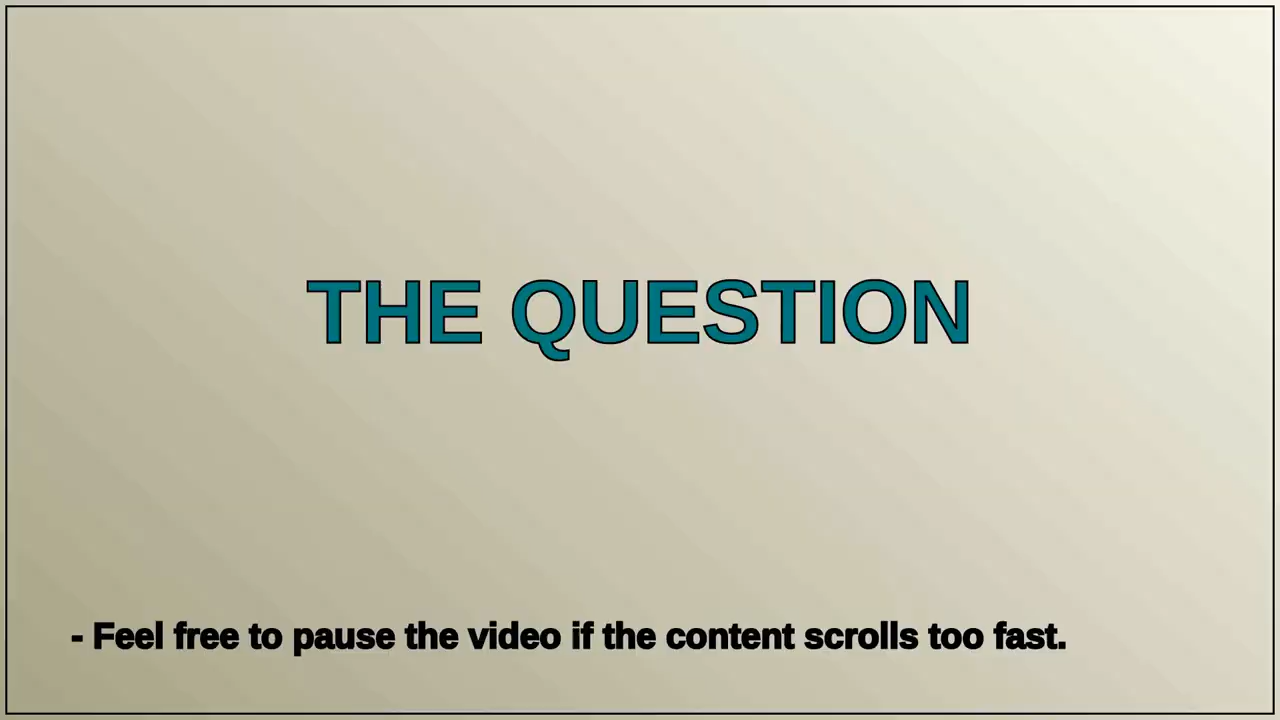 THE QUESTION
- Feel free to pause the video if the content scrolls too fast.